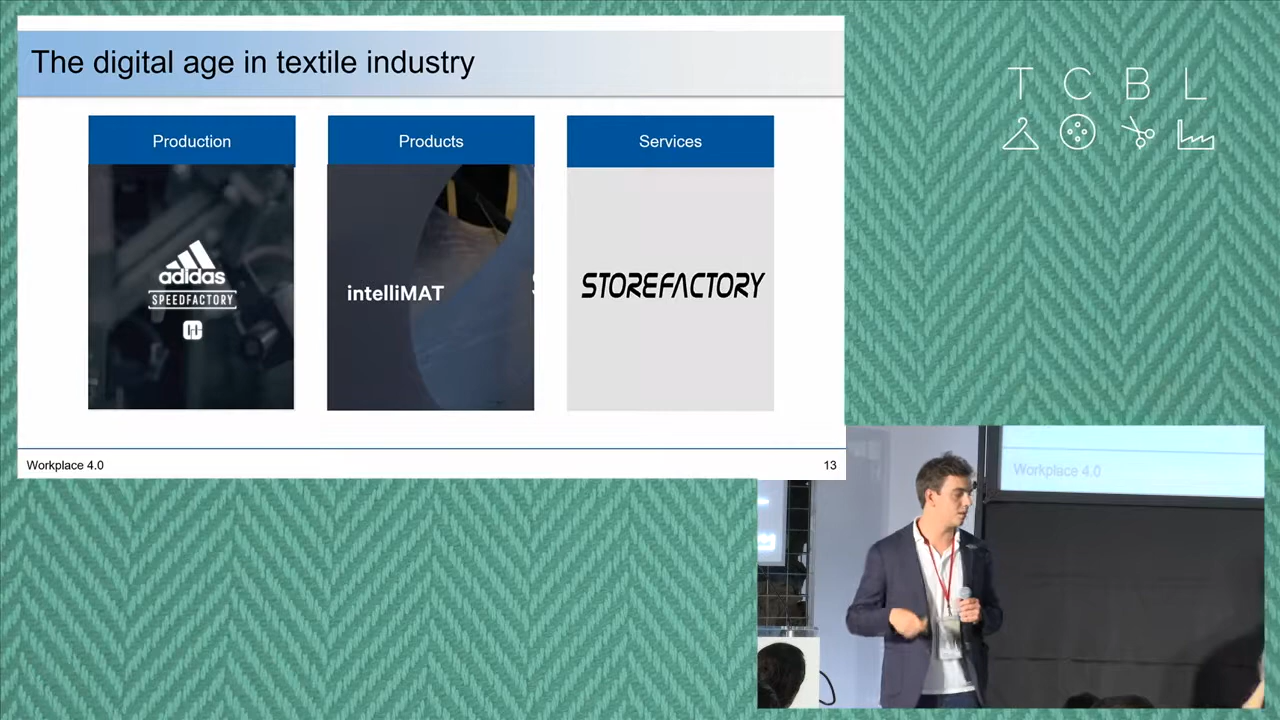 The digital age in textile industry
Production
Products
Services
adidas
SPEEDFACTORY
intelliMAT
STOREFACTORY
Workplace 4.0
13
T C B L
Workplace 4.0